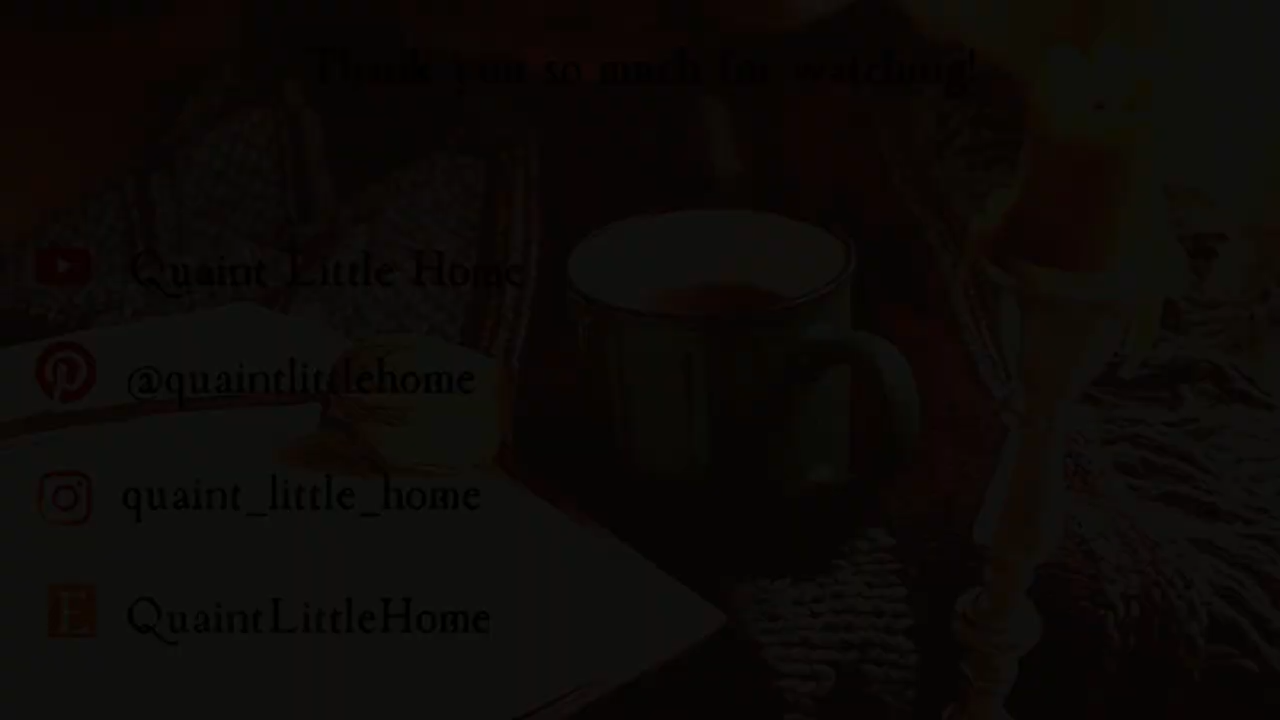 Thank you so much for watching!
Quaint Little Home
@quaintlittlehome
quaint_little_home
QuaintLittleHome